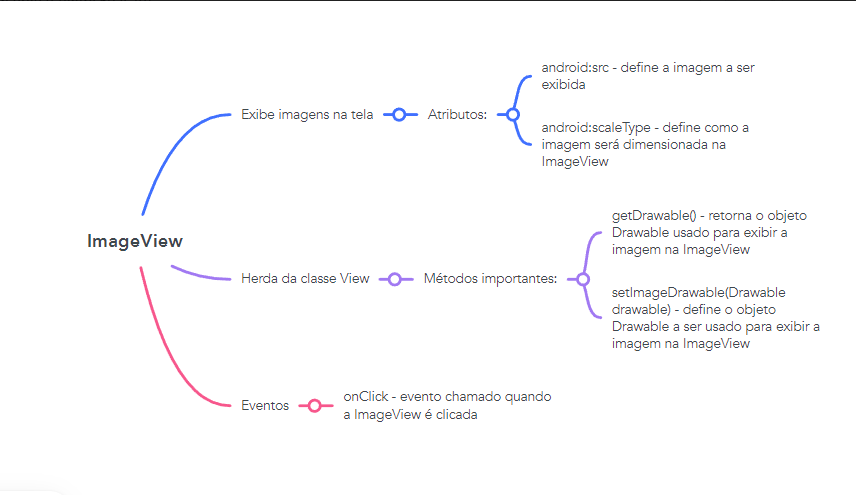 ImageView
Exibe imagens na tela
Atributos:
android:src - define a imagem a ser
exibida
android:scaleType - define como a
imagem será dimensionada na
ImageView
Herda da classe View
Métodos importantes:
getDrawable() - retorna o objeto
Drawable usado para exibir a
imagem na ImageView
setImageDrawable(Drawable
drawable) - define o objeto
Drawable a ser usado para exibir a
imagem na ImageView
Eventos
onClick - evento chamado quando
a ImageView é clicada